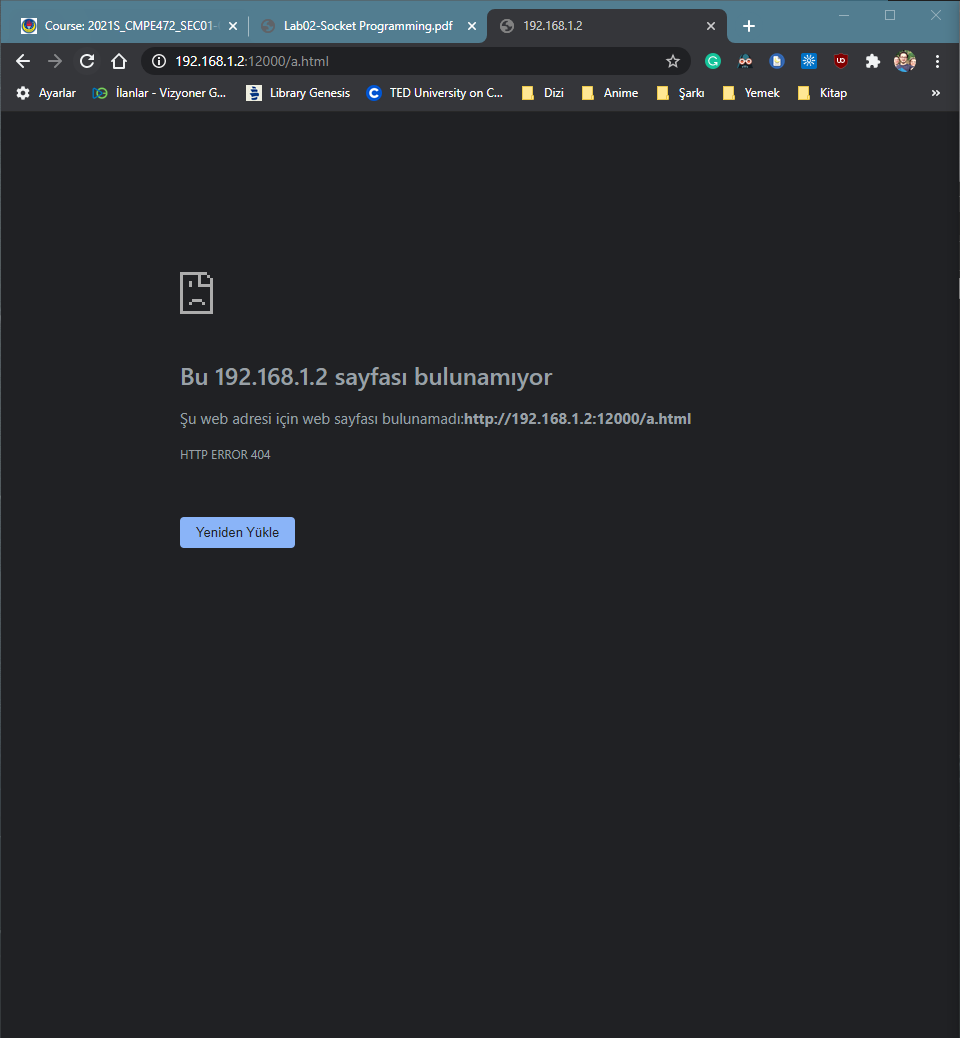 Course: 2021S_CMPE472_SEC01-
Lab02-Socket Programming.pdf
192.168.1.2
192.168.1.2:12000/a.html
Ayarlar
İlanlar - Vizyoner G...
Library Genesis
TED University on C...
Dizi
Anime
Şarkı
Yemek
Kitap
Bu 192.168.1.2 sayfası bulunamıyor
Şu web adresi için web sayfası bulunamadı:http://192.168.1.2:12000/a.html
HTTP ERROR 404
Yeniden Yükle